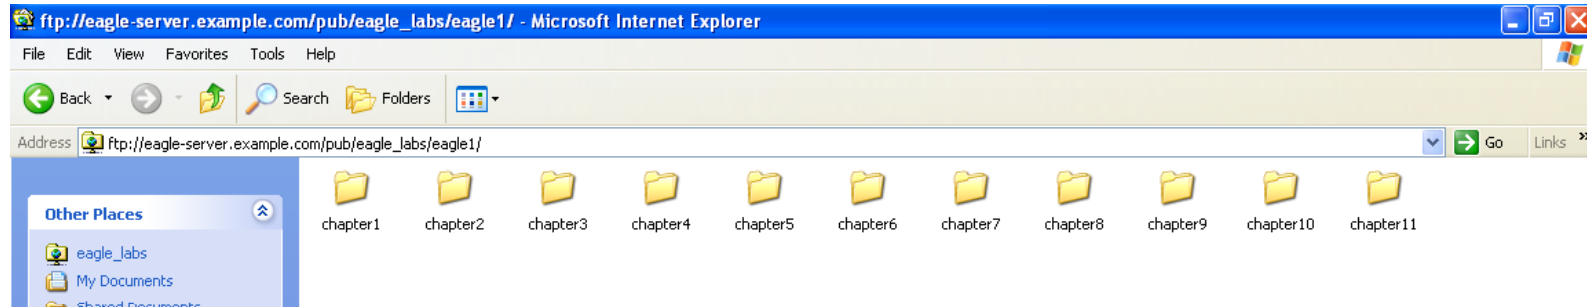 ftp://eagle-server.example.com/pub/eagle_labs/eagle1/ - Microsoft Internet Explorer
File Edit View Favorites Tools Help
Back Search Folders
Address ftp://eagle-server.example.com/pub/eagle_labs/eagle1/ Go Links »
Other Places
chapter1 chapter2 chapter3 chapter4 chapter5 chapter6 chapter7 chapter8 chapter9 chapter10 chapter11
eagle_labs
My Documents
Shared Documents